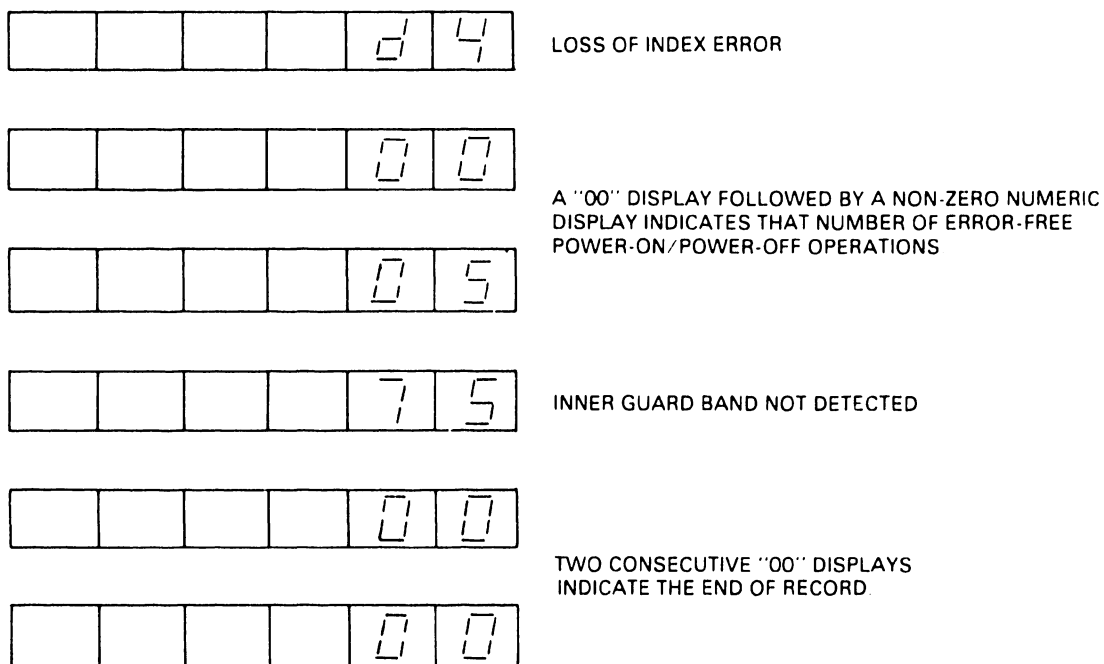 d4 LOSS OF INDEX ERROR
00
A "00" DISPLAY FOLLOWED BY A NON-ZERO NUMERIC
DISPLAY INDICATES THAT NUMBER OF ERROR-FREE
POWER-ON/POWER-OFF OPERATIONS
05
75 INNER GUARD BAND NOT DETECTED
00
TWO CONSECUTIVE "00" DISPLAYS
INDICATE THE END OF RECORD.
00